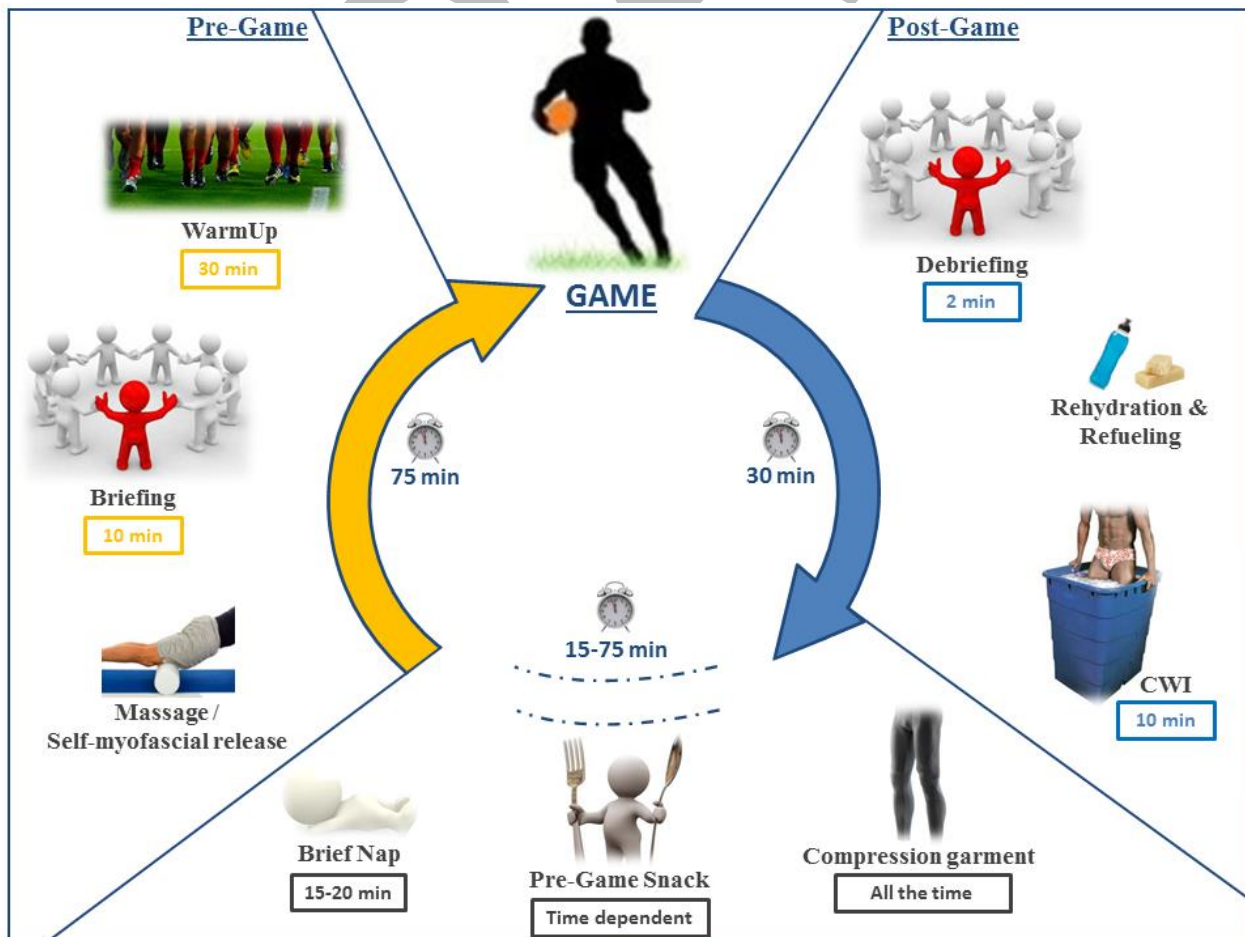 Pre-Game
Post-Game
WarmUp
30 min
Briefing
10 min
Massage /
Self-myofascial release
75 min
GAME
30 min
15-75 min
Debriefing
2 min
Rehydration &
Refueling
CWI
10 min
Brief Nap
15-20 min
Pre-Game Snack
Time dependent
Compression garment
All the time